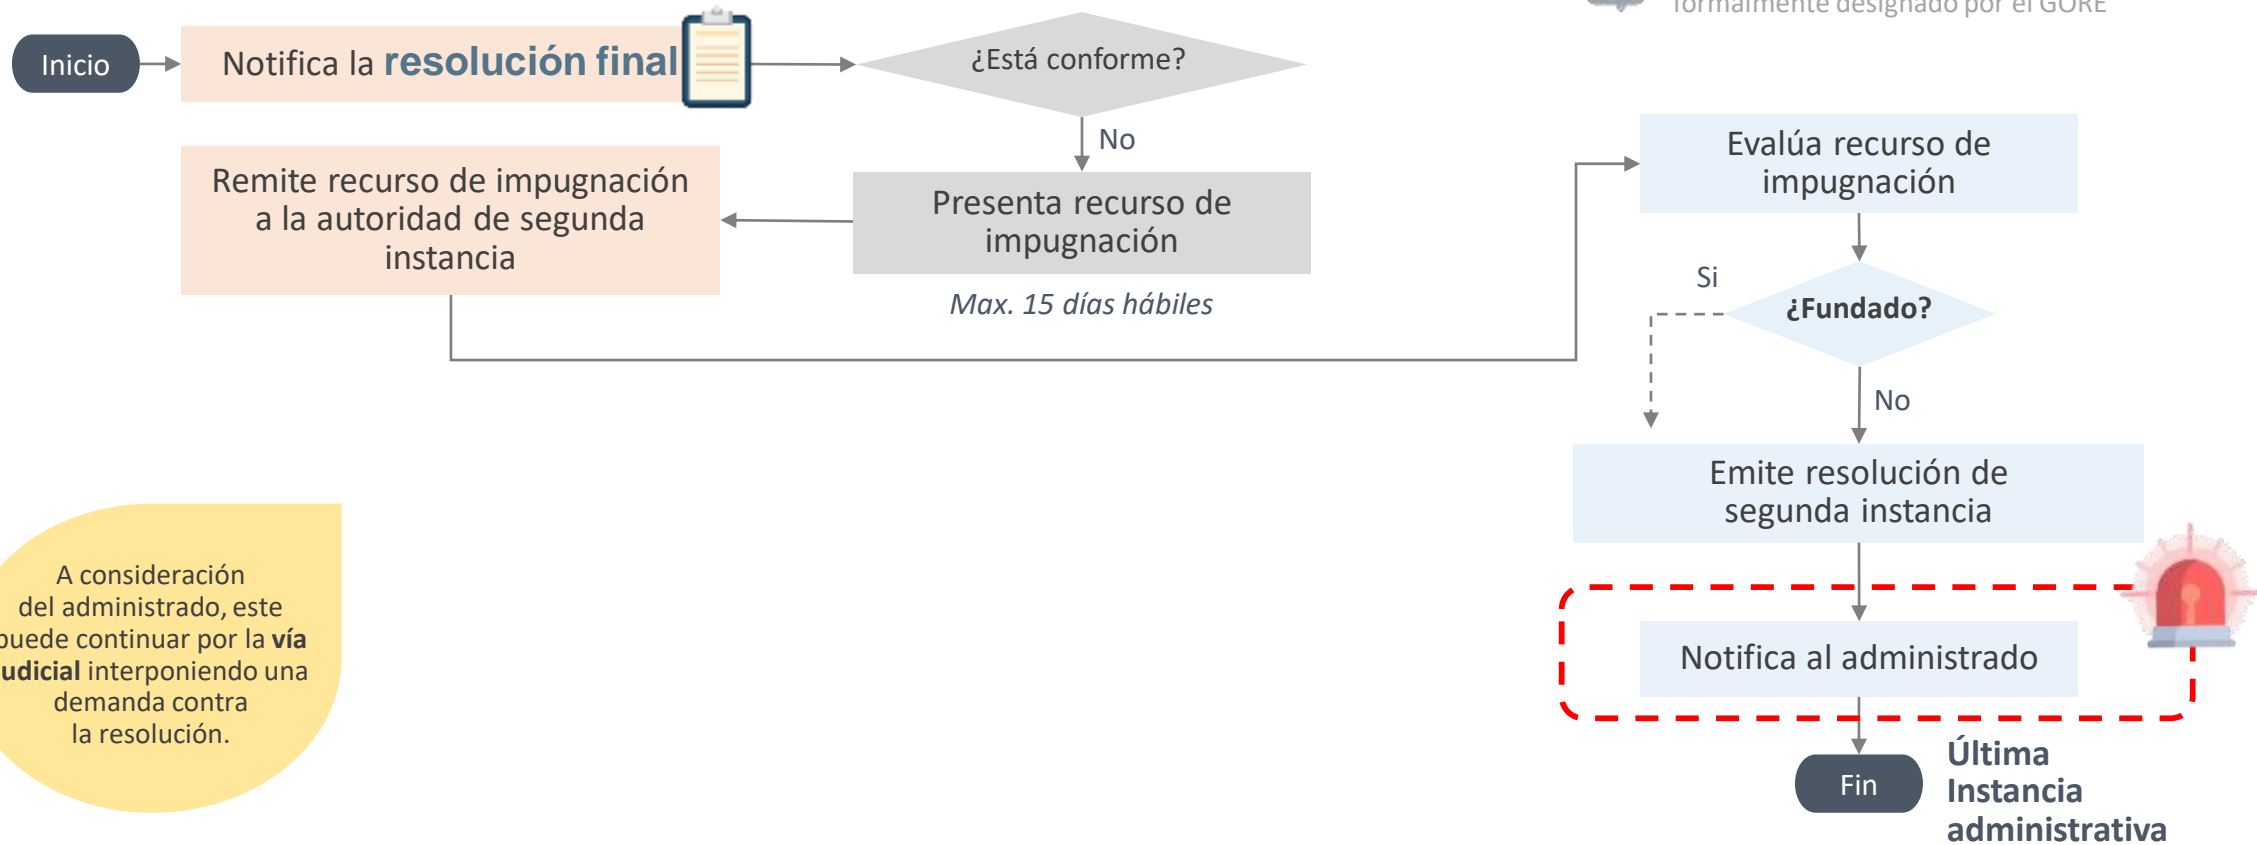 formalmente designado por el GORE
Inicio
Notifica la resolución final
¿Está conforme?
No
Remite recurso de impugnación
a la autoridad de segunda
instancia
Presenta recurso de
impugnación
Max. 15 días hábiles
Evalúa recurso de
impugnación
Si
¿Fundado?
No
Emite resolución de
segunda instancia
Notifica al administrado
Fin
Última
Instancia
administrativa
A consideración
del administrado, este
puede continuar por la vía
udicial interponiendo una
demanda contra
la resolución.